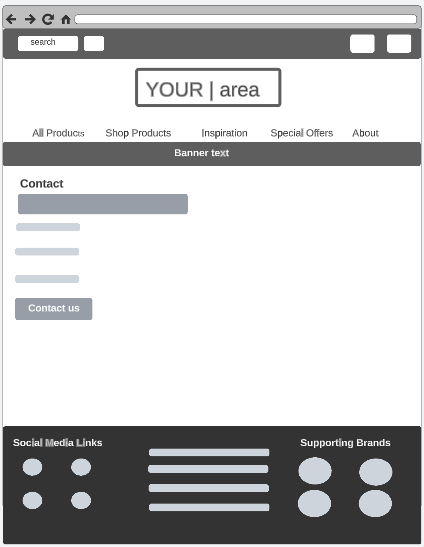 search
YOUR | area
All Products Shop Products Inspiration Special Offers About
Banner text
Contact
Contact us
Social Media Links Supporting Brands